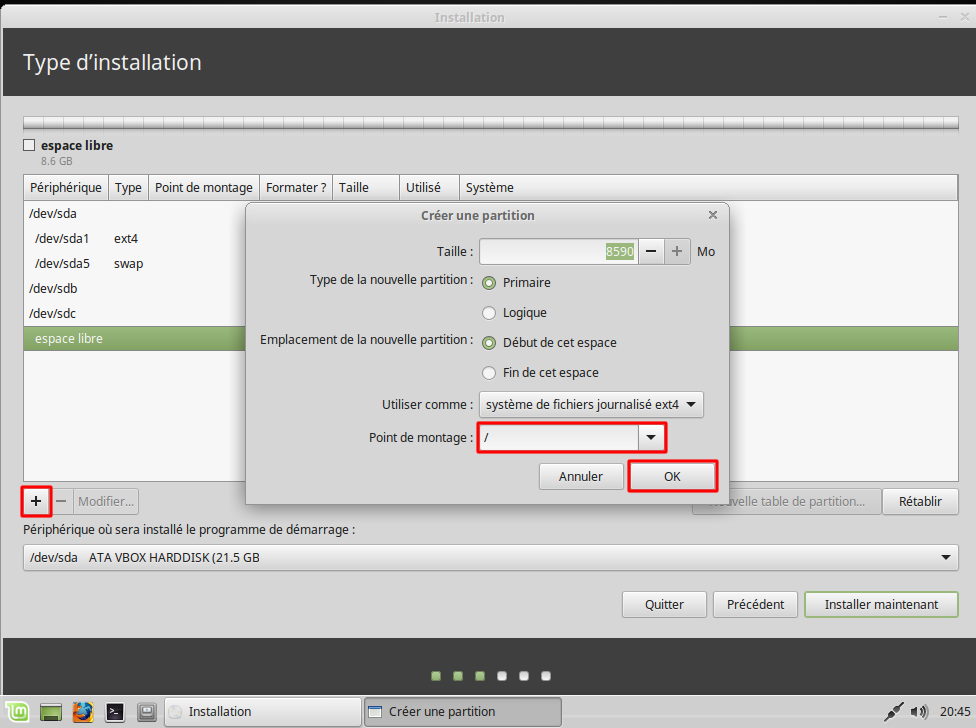 Installation
Type d’installation
espace libre
8.6 GB
Périphérique Type Point de montage Formater ? Taille Utilisé Système
/dev/sda
/dev/sda1 ext4
/dev/sda5 swap
/dev/sdb
/dev/sdc
espace libre
Créer une partition
Taille : 8590 Mo
Type de la nouvelle partition : Primaire
Logique
Emplacement de la nouvelle partition : Début de cet espace
Fin de cet espace
Utiliser comme : système de fichiers journalisé ext4
Point de montage : /
Annuler OK
+ − Modifier... velle table de partition... Rétablir
Périphérique où sera installé le programme de démarrage :
/dev/sda ATA VBOX HARDDISK (21.5 GB
Quitter Précédent Installer maintenant
Installation Créer une partition 20:45